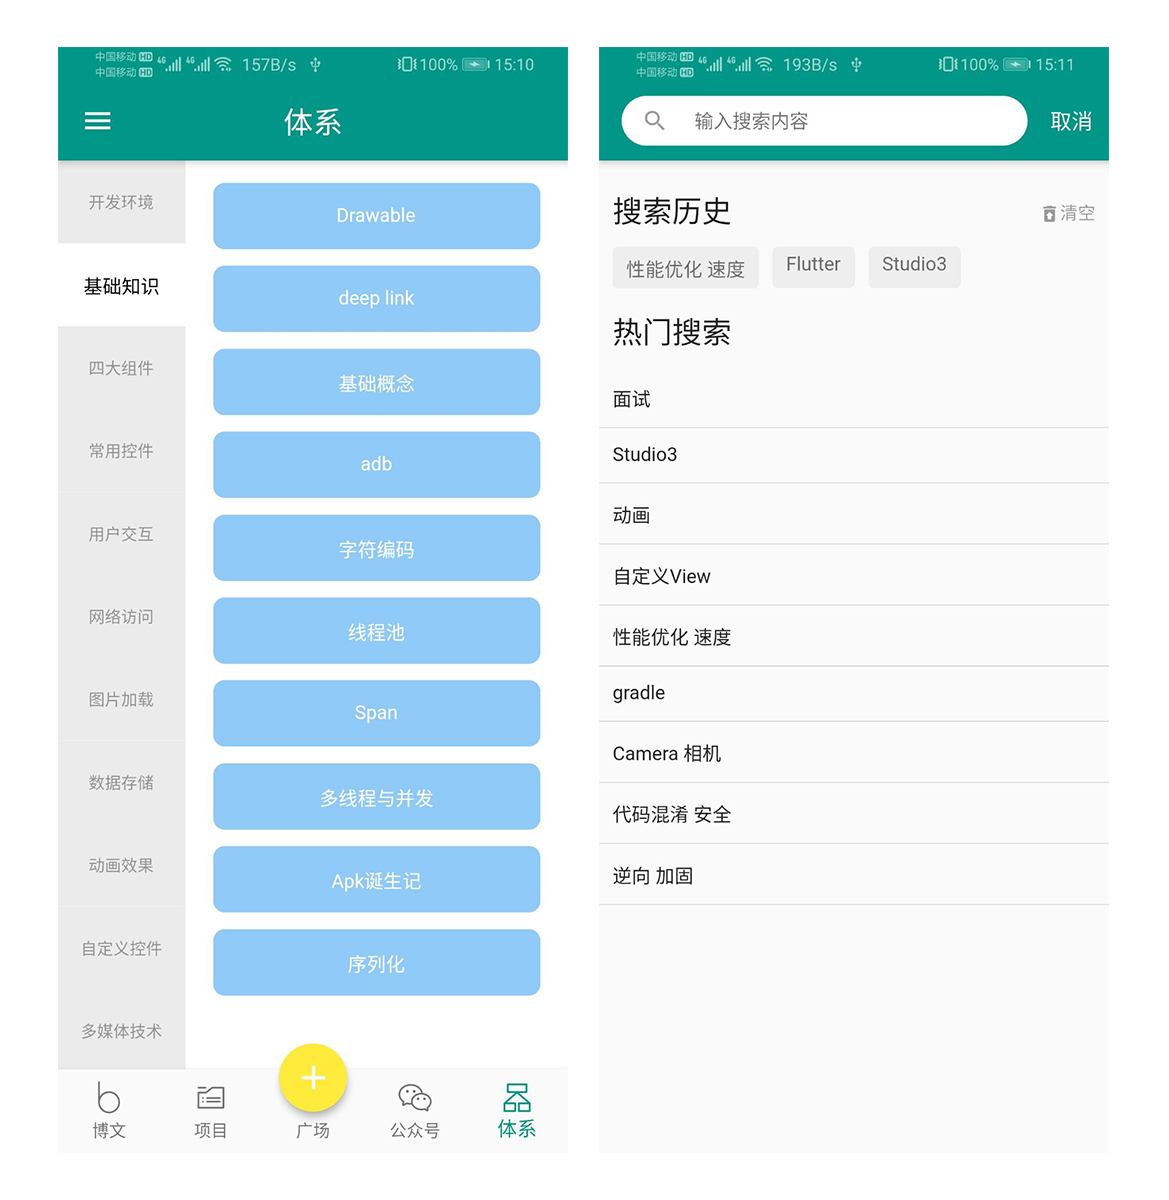 中国移动 HD 4G 4G 157B/s 100% 15:10
中国移动 HD
体系
开发环境
基础知识
四大组件
常用控件
用户交互
网络访问
图片加载
数据存储
动画效果
自定义控件
多媒体技术
Drawable
deep link
基础概念
adb
字符编码
线程池
Span
多线程与并发
Apk诞生记
序列化
博文
项目
广场
公众号
体系
中国移动 HD 4G 4G 193B/s 100% 15:11
中国移动 HD
输入搜索内容 取消
搜索历史 清空
性能优化 速度 Flutter Studio3
热门搜索
面试
Studio3
动画
自定义View
性能优化 速度
gradle
Camera 相机
代码混淆 安全
逆向 加固